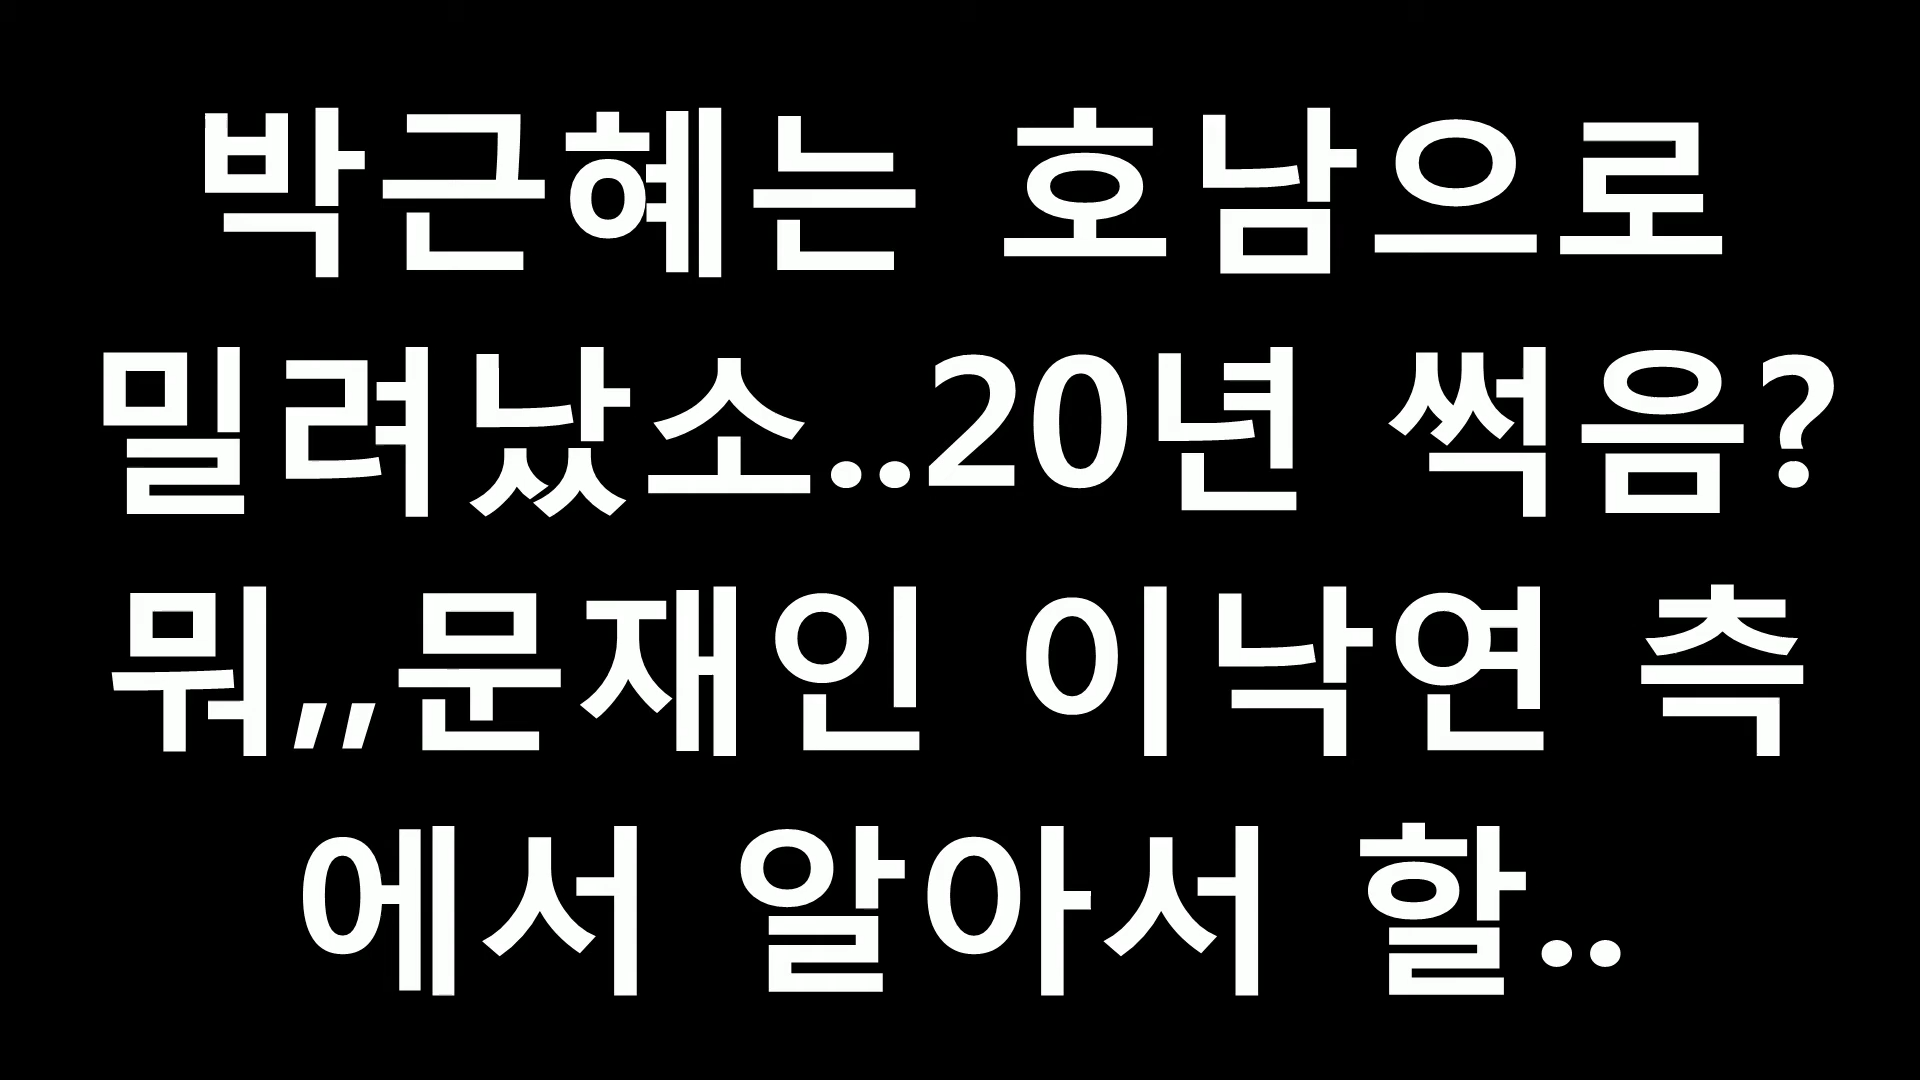 박근혜는 호남으로
밀려났소..20년 썩음?
뭐,,문재인 이낙연 측
에서 알아서 할..